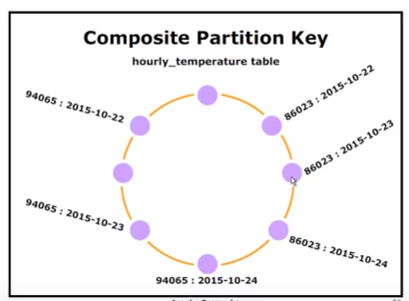 Composite Partition Key
hourly_temperature table
94065 : 2015-10-22
86023 : 2015-10-22
86023 : 2015-10-23
94065 : 2015-10-23
86023 : 2015-10-24
94065 : 2015-10-24